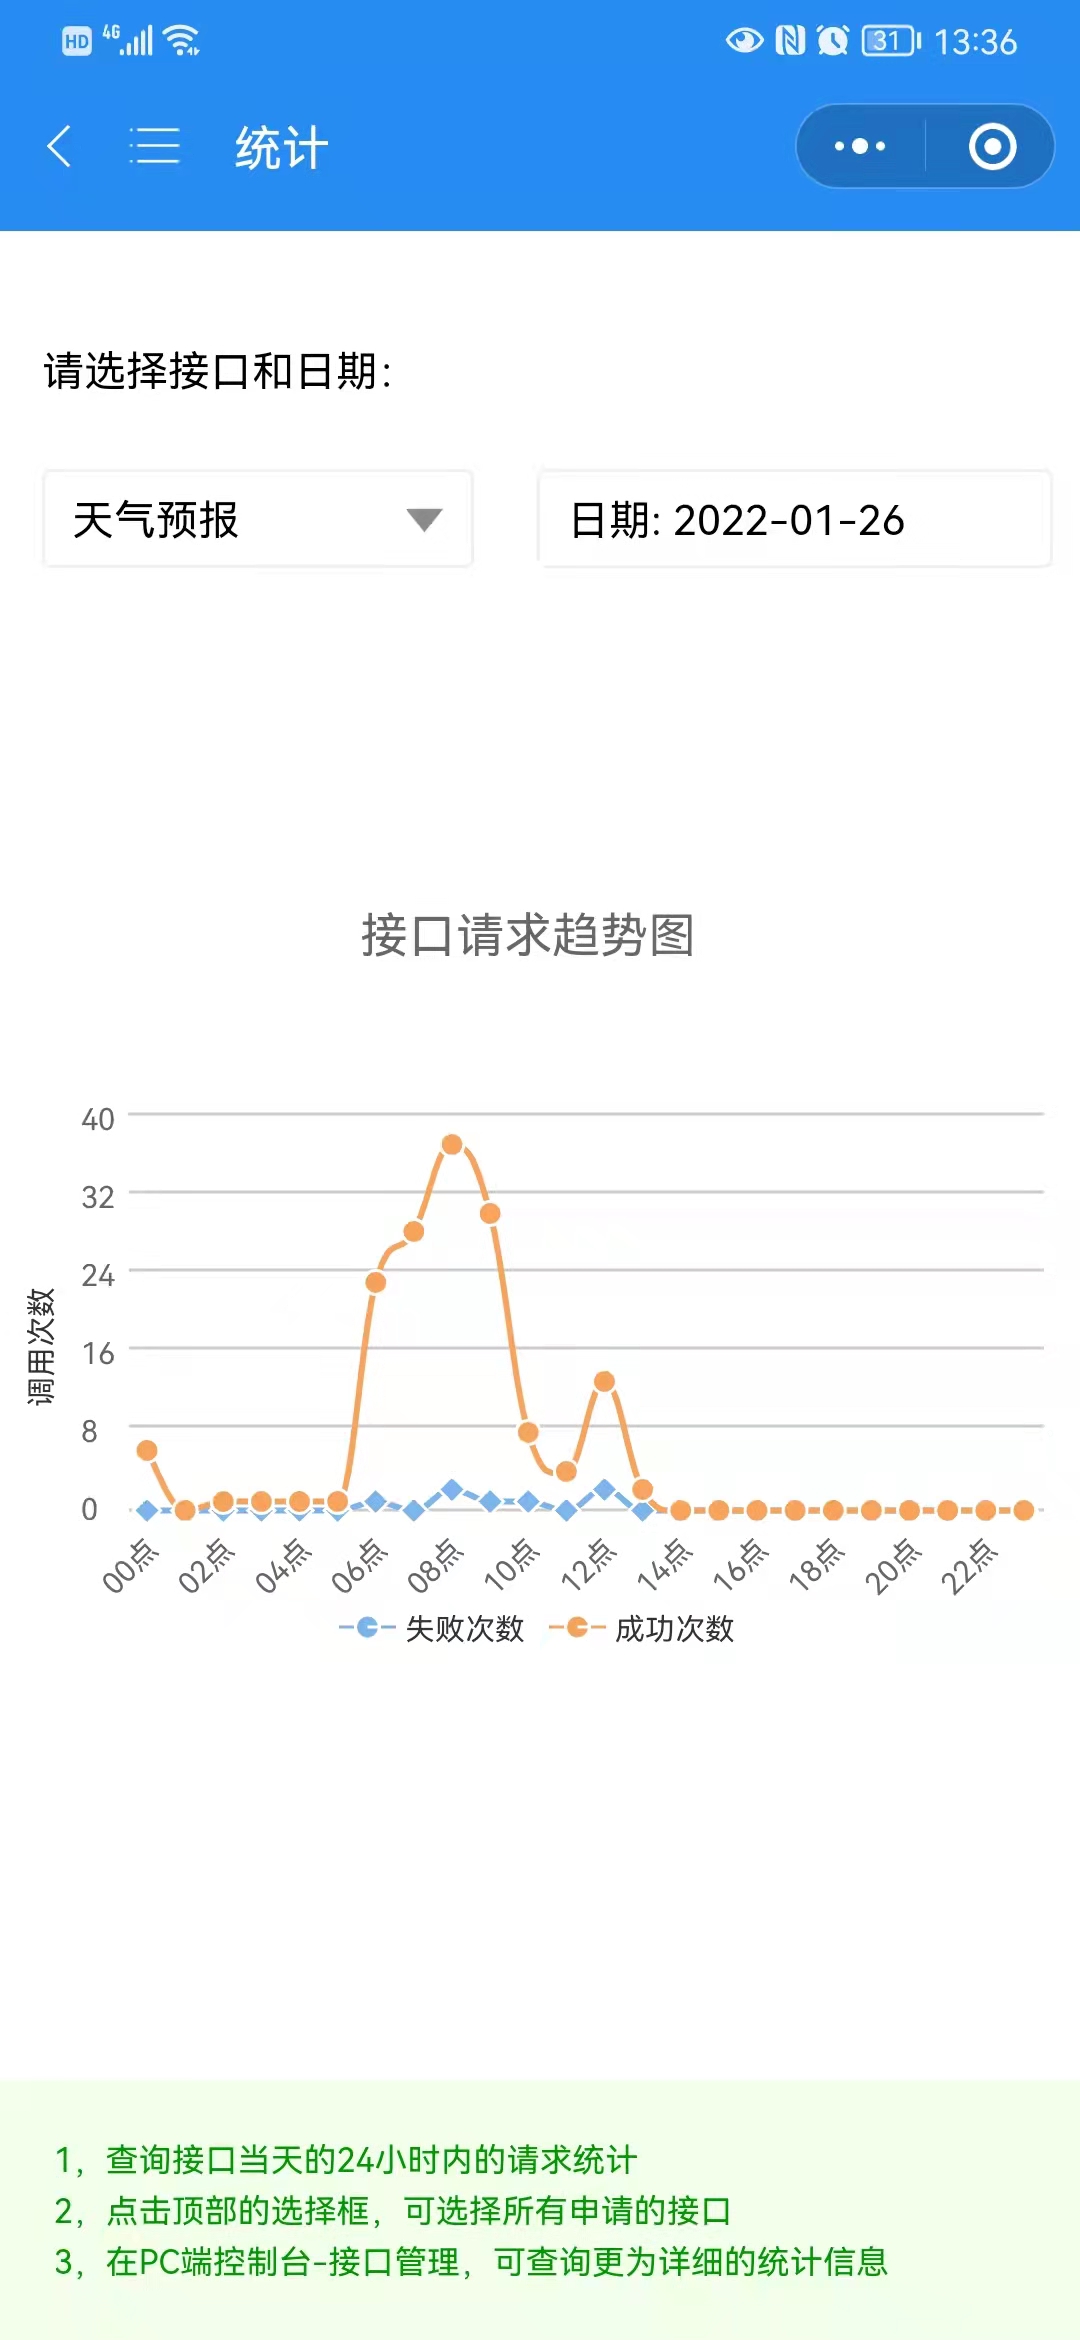 HD 4G 31 13:36
统计
请选择接口和日期:
天气预报 日期: 2022-01-26
接口请求趋势图
40
32
24
16
8
0
调用次数
00点 02点 04点 06点 08点 10点 12点 14点 16点 18点 20点 22点
失败次数 成功次数
1，查询接口当天的24小时内的请求统计
2，点击顶部的选择框，可选择所有申请的接口
3，在PC端控制台-接口管理，可查询更为详细的统计信息